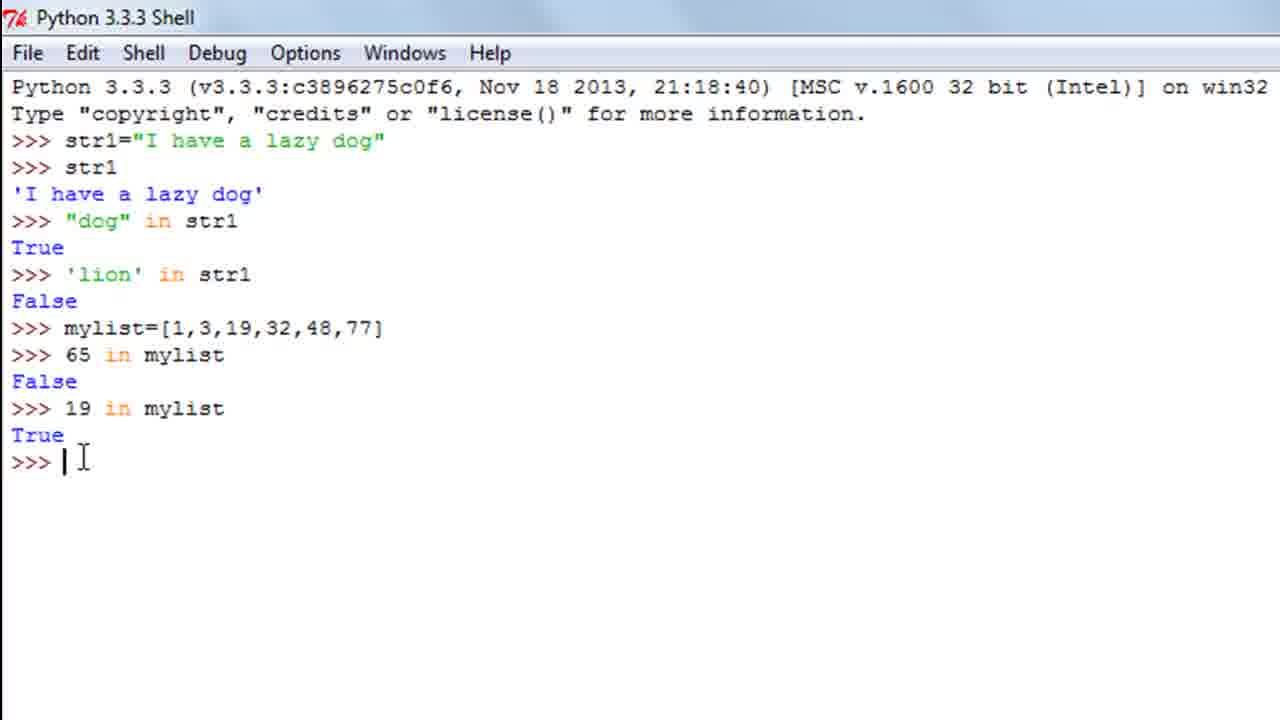 Python 3.3.3 Shell
File Edit Shell Debug Options Windows Help
Python 3.3.3 (v3.3.3:c3896275c0f6, Nov 18 2013, 21:18:40) [MSC v.1600 32 bit (Intel)] on win32
Type "copyright", "credits" or "license()" for more information.
>>> str1="I have a lazy dog"
>>> str1
'I have a lazy dog'
>>> "dog" in str1
True
>>> 'lion' in str1
False
>>> mylist=[1,3,19,32,48,77]
>>> 65 in mylist
False
>>> 19 in mylist
True
>>>